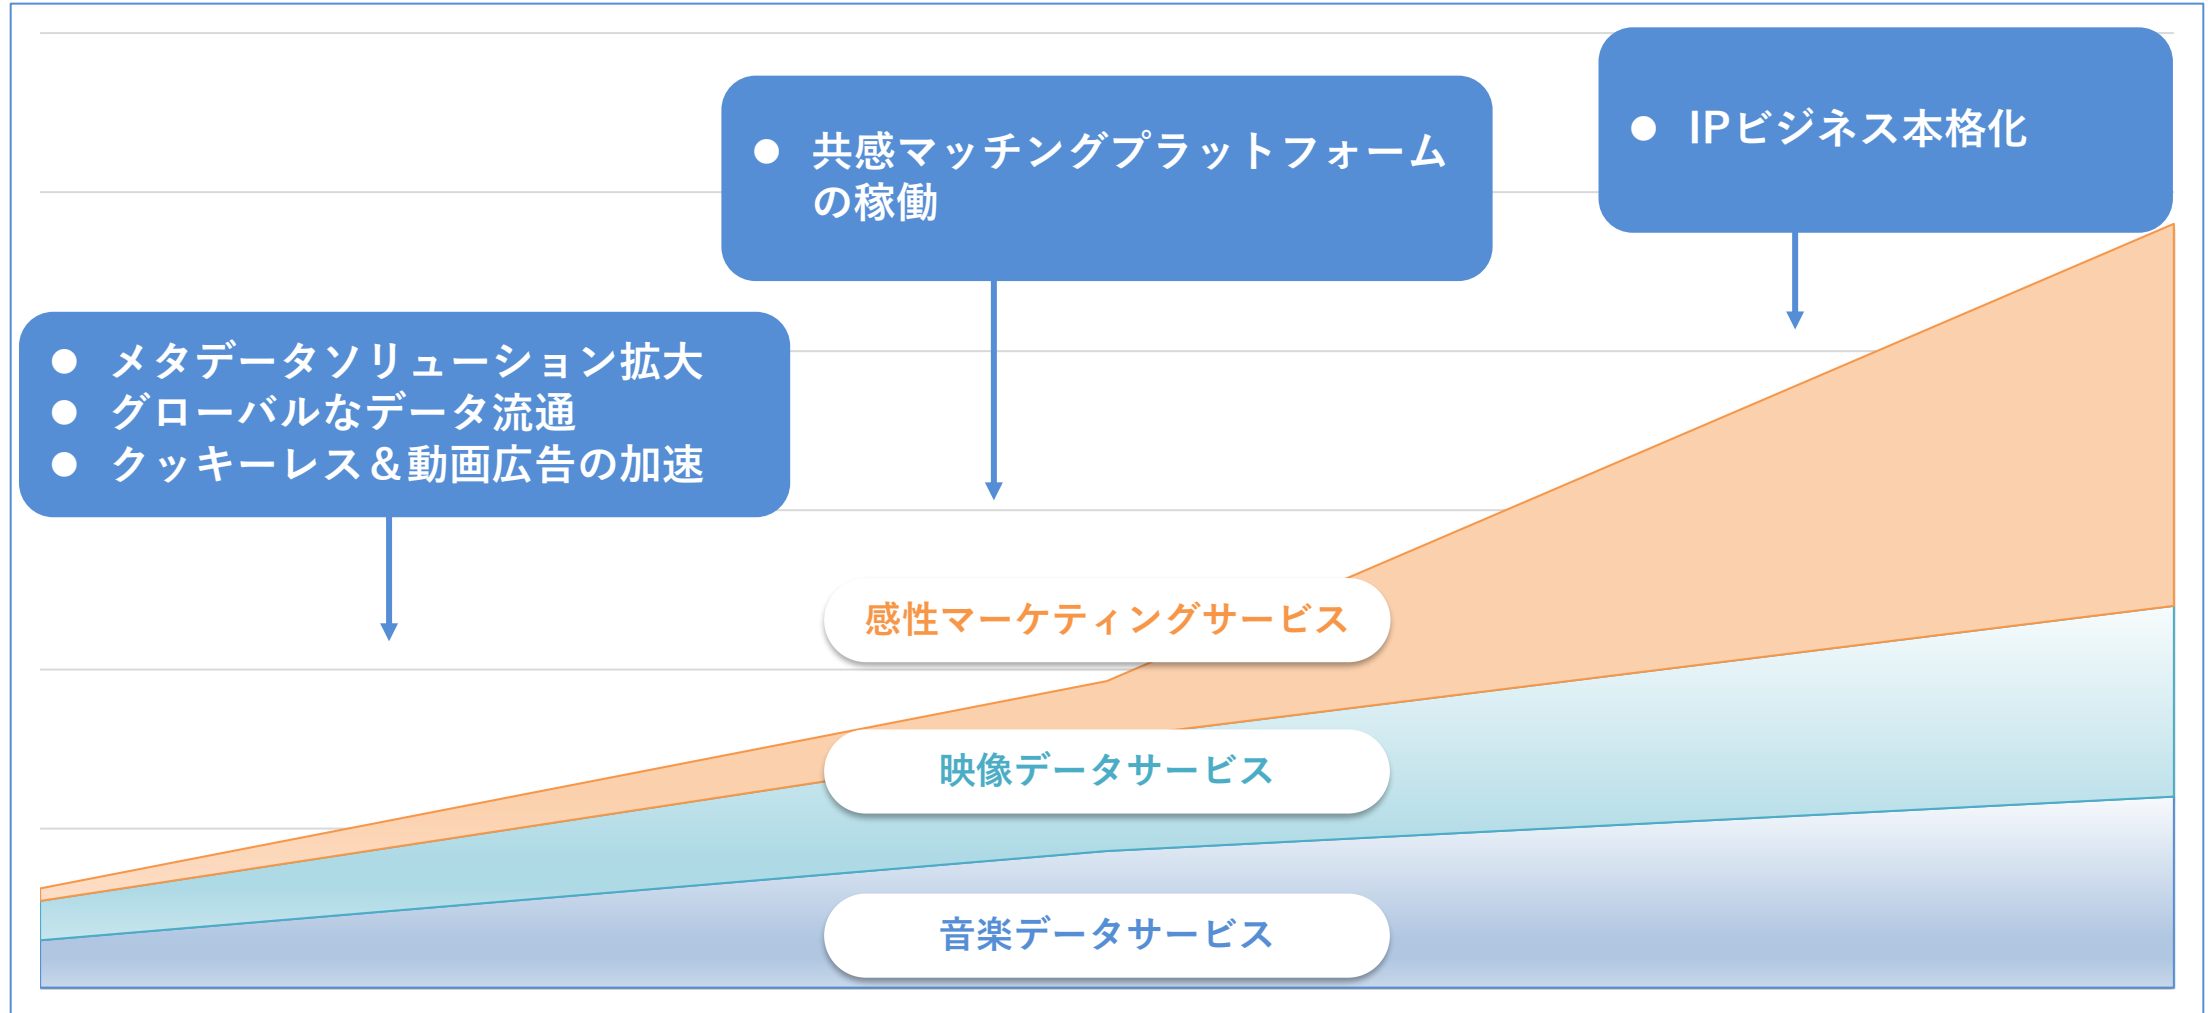 IPビジネス本格化
共感マッチングプラットフォーム
の稼働
メタデータソリューション拡大
グローバルなデータ流通
クッキーレス＆動画広告の加速
感性マーケティングサービス
映像データサービス
音楽データサービス